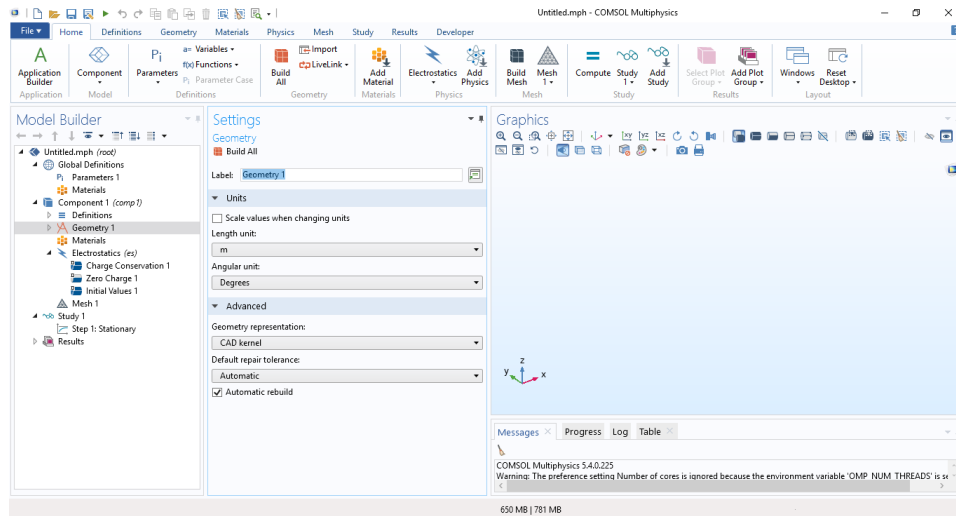 Untitled.mph - COMSOL Multiphysics
File Home Definitions Geometry Materials Physics Mesh Study Results Developer
Application Builder
Component
Pi Parameters
a= Variables
f(x) Functions
Pi Parameter Case
Build All
Import
LiveLink
Add Material
Electrostatics
Add Physics
Build Mesh
Mesh 1
Compute
Study 1
Add Study
Select Plot Group
Add Plot Group
Windows
Reset Desktop
Application Model Definitions Geometry Materials Physics Mesh Study Results Layout
Model Builder
Untitled.mph (root)
Global Definitions
Pi Parameters 1
Materials
Component 1 (comp1)
Definitions
Geometry 1
Materials
Electrostatics (es)
Charge Conservation 1
Zero Charge 1
Initial Values 1
Mesh 1
Study 1
Step 1: Stationary
Results
Settings
Geometry
Build All
Label: Geometry 1
Units
Scale values when changing units
Length unit:
m
Angular unit:
Degrees
Advanced
Geometry representation:
CAD kernel
Default repair tolerance:
Automatic
Automatic rebuild
Graphics
xy yz xz
z
y x
Messages Progress Log Table
COMSOL Multiphysics 5.4.0.225
Warning: The preference setting Number of cores is ignored because the environment variable 'OMP_NUM_THREADS' is
650 MB | 781 MB